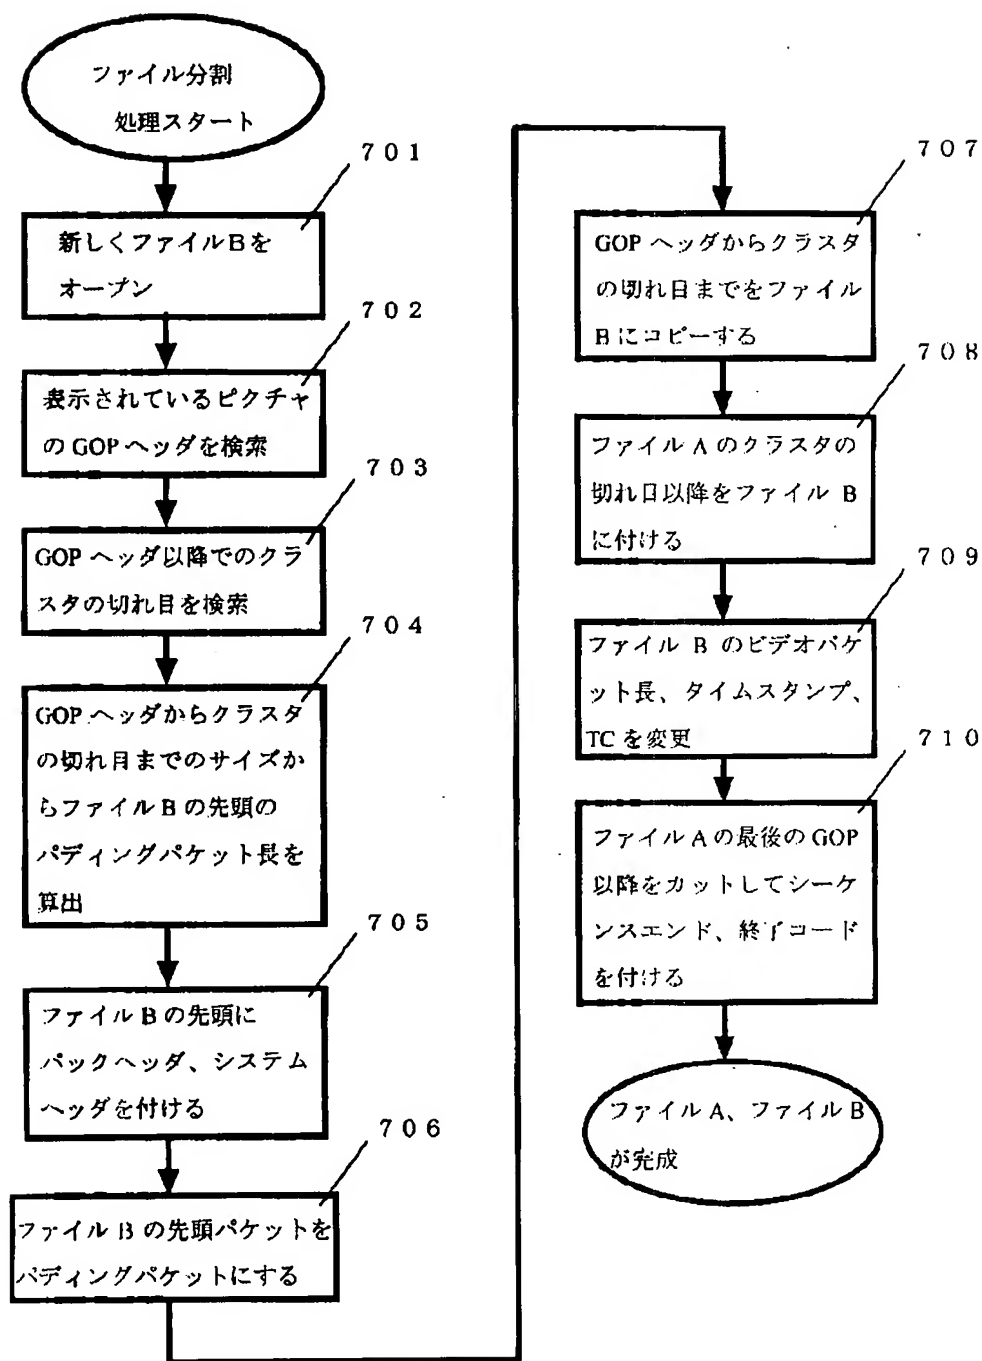 ファイル分割
処理スタート
701
新しくファイルBを
オープン
702
表示されているピクチャ
のGOPヘッダを検索
703
GOPヘッダ以降でのクラ
スタの切れ目を検索
704
GOPヘッダからクラスタ
の切れ目までのサイズか
らファイルBの先頭の
パディングパケット長を
算出
705
ファイルBの先頭に
パックヘッダ、システム
ヘッダを付ける
706
ファイルBの先頭パケットを
パディングパケットにする
707
GOPヘッダからクラスタ
の切れ目までをファイル
Bにコピーする
708
ファイルAのクラスタの
切れ目以降をファイルB
に付ける
709
ファイルBのビデオパケ
ット長、タイムスタンプ、
TCを変更
710
ファイルAの最後のGOP
以降をカットしてシーケ
ンスエンド、終了コード
を付ける
ファイルA、ファイルB
が完成